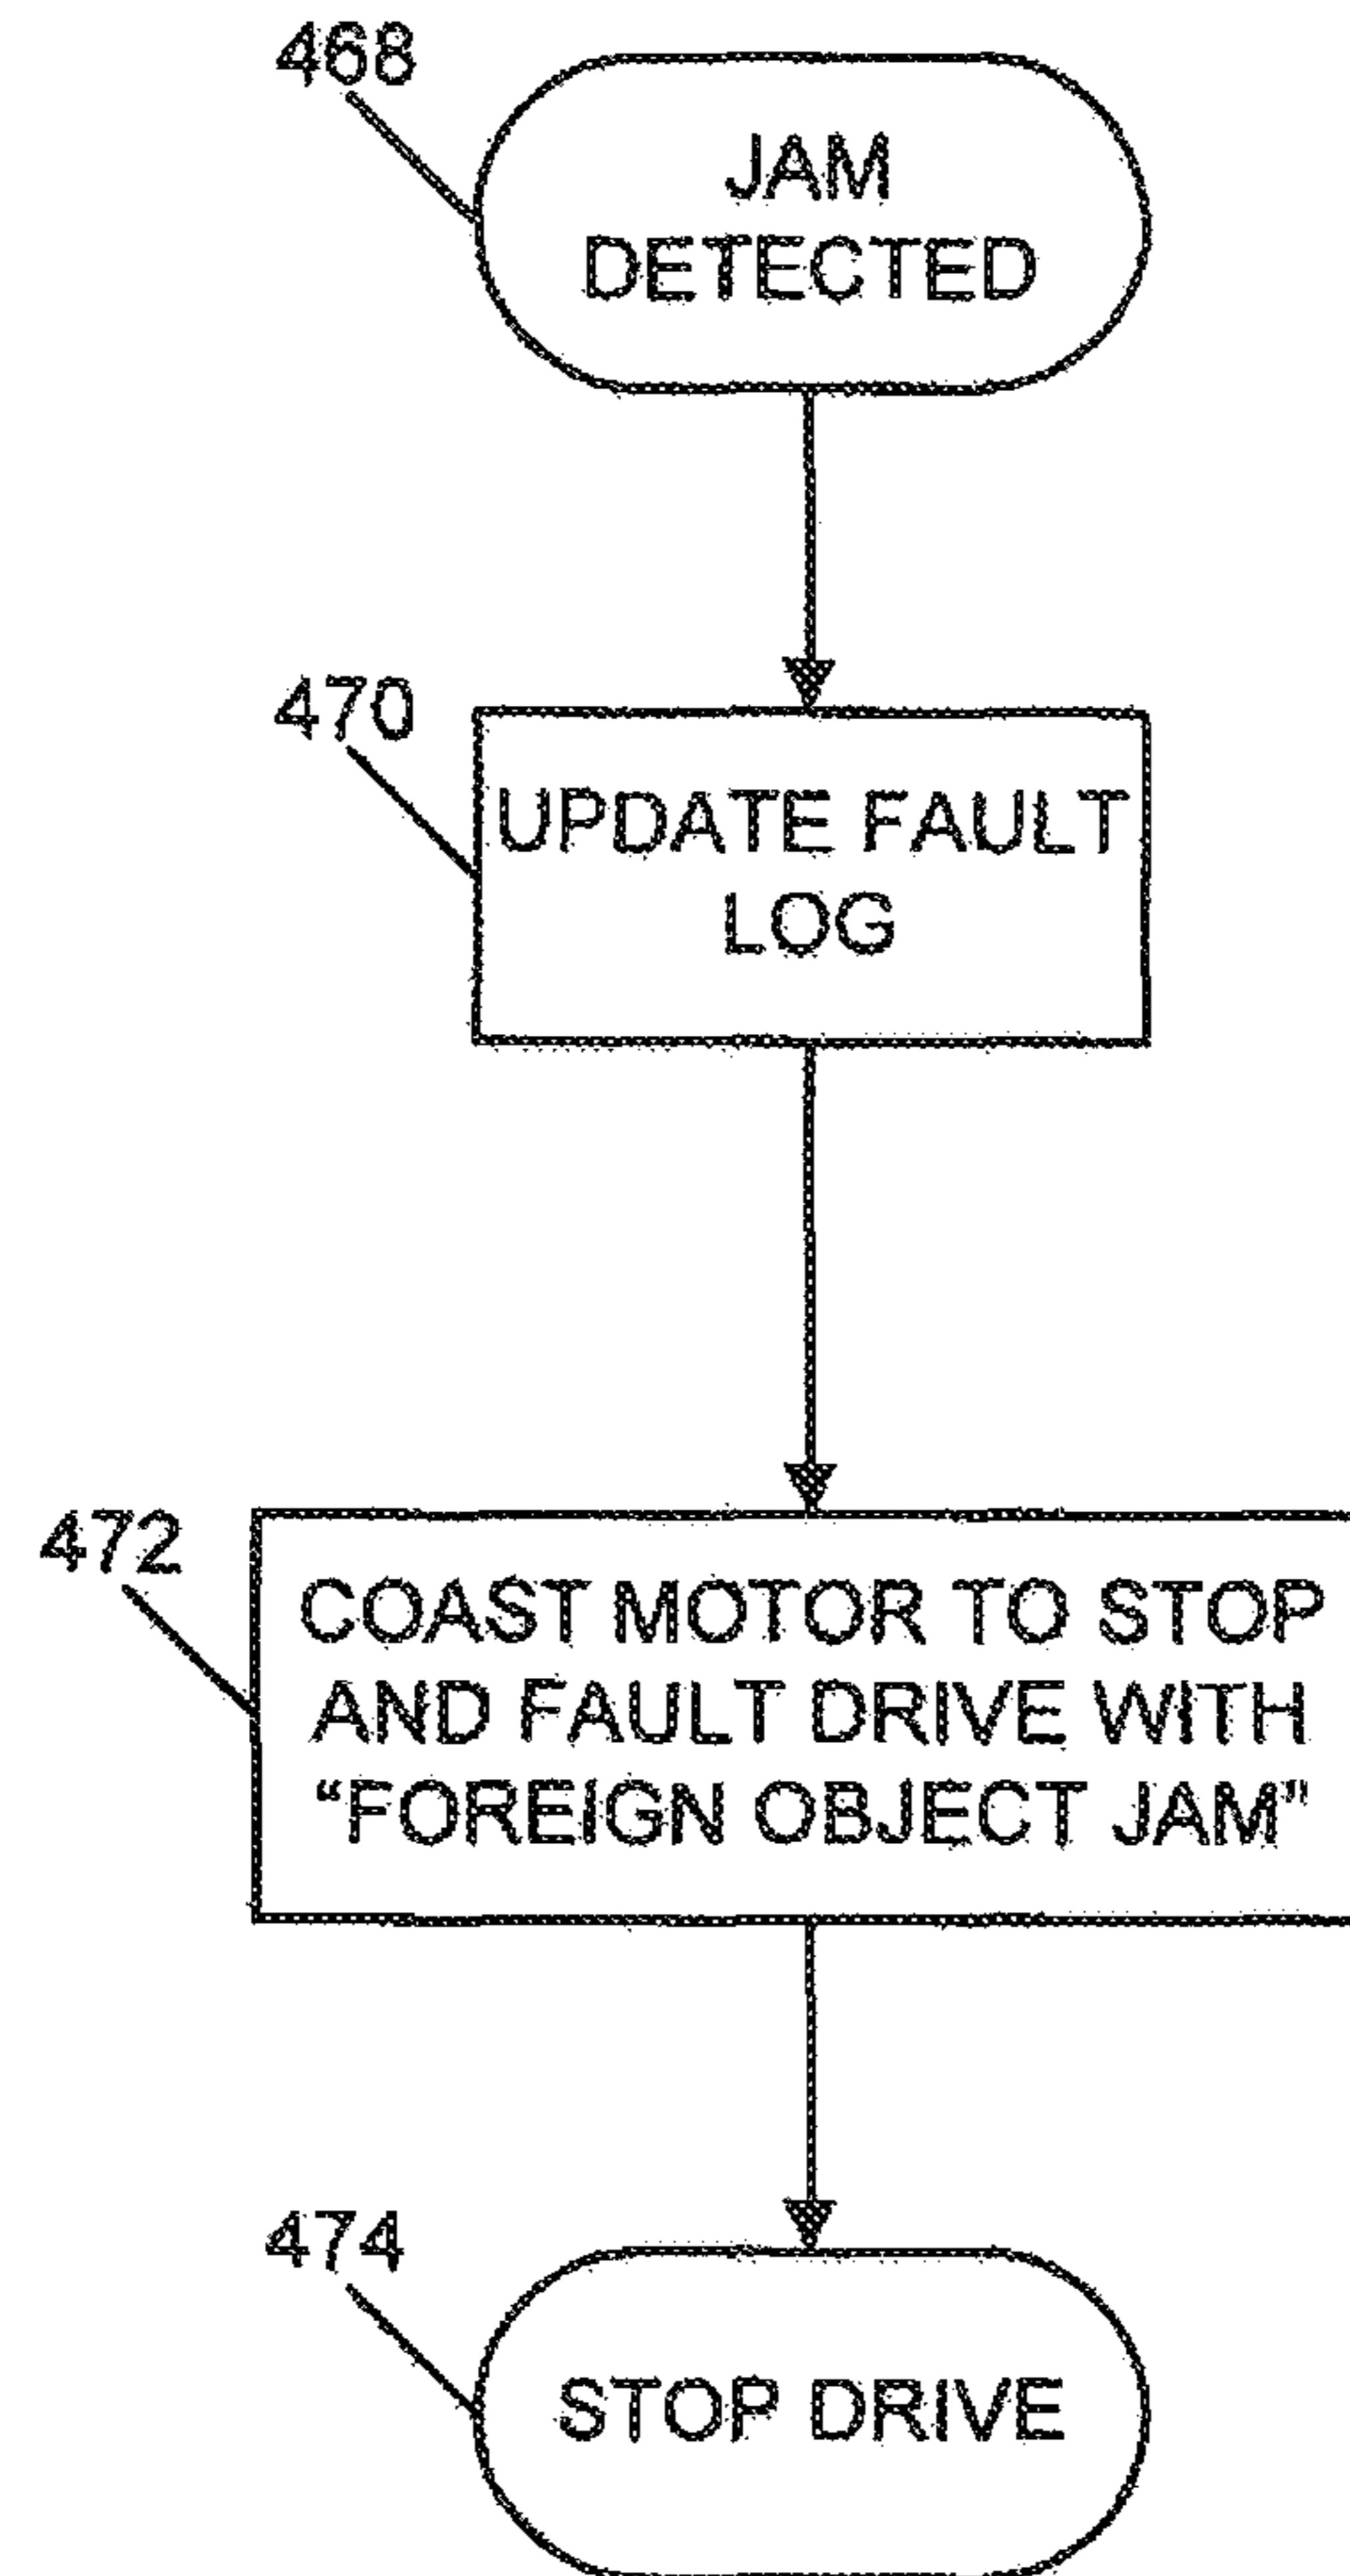 468
JAM
DETECTED
470
UPDATE FAULT
LOG
472
COAST MOTOR TO STOP
AND FAULT DRIVE WITH
“FOREIGN OBJECT JAM”
474
STOP DRIVE